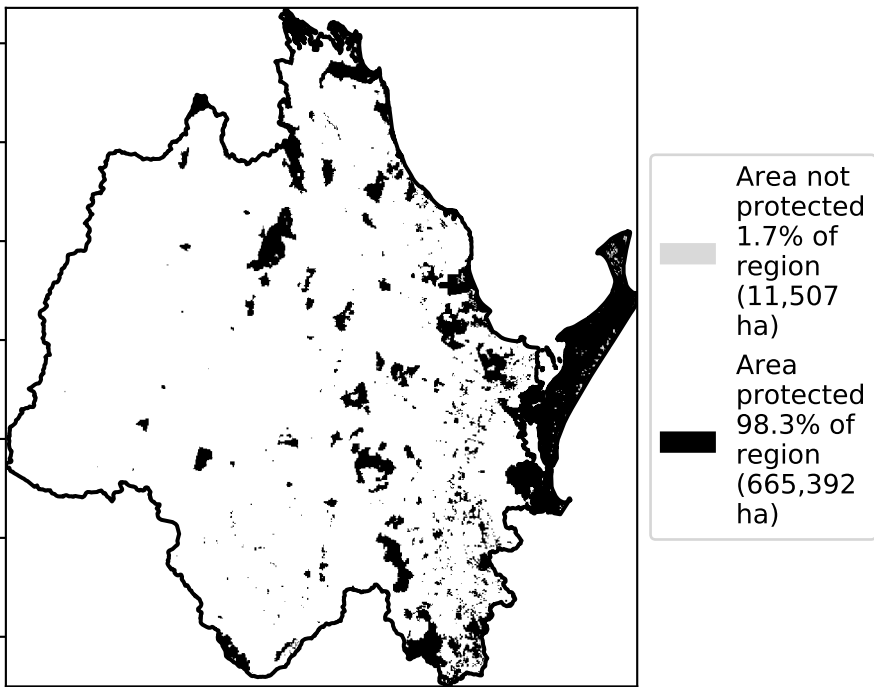 Area not
protected
1.7% of
region
(11,507
ha)
Area
protected
98.3% of
region
(665,392
ha)